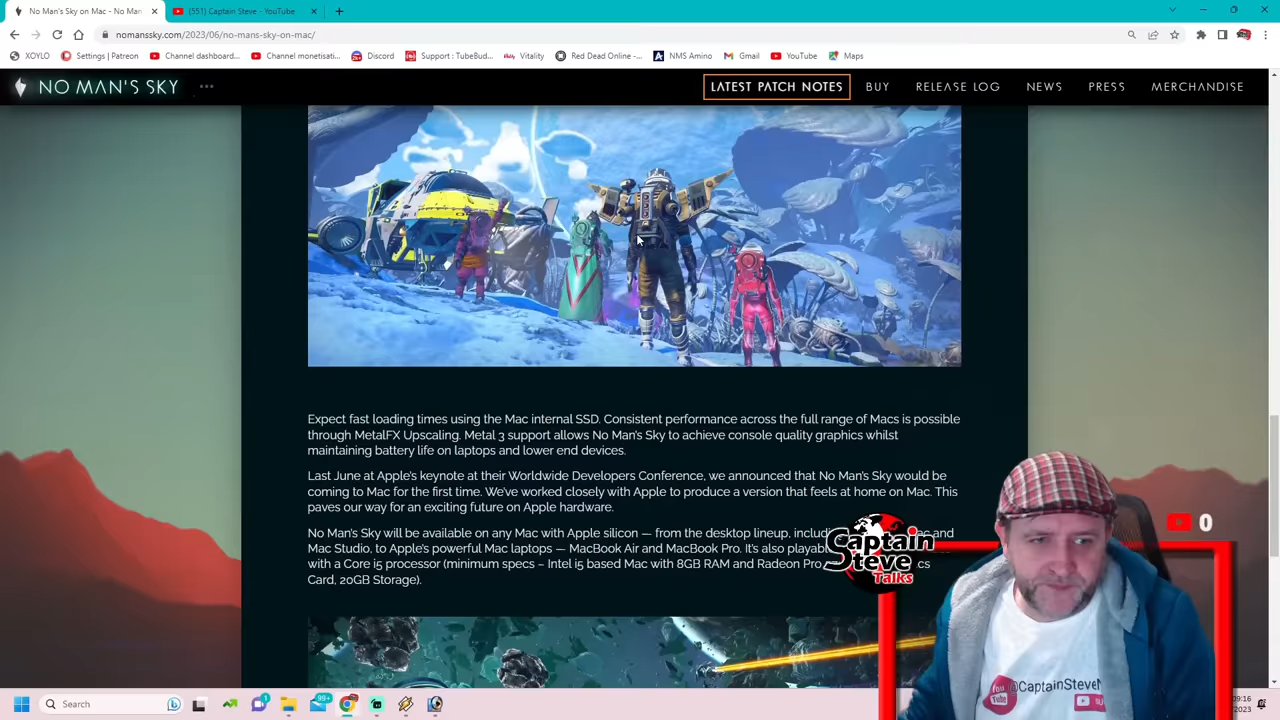 No Man's Sky on Mac - No Man
(551) Captain Steve - YouTube
nomanssky.com/2023/06/no-mans-sky-on-mac/
XOYLO
Settings | Patreon
Channel dashboard...
Channel monetisati...
Discord
Support : TubeBud...
Vitality
Red Dead Online -...
NMS Amino
Gmail
YouTube
Maps
NO MAN'S SKY
LATEST PATCH NOTES
BUY
RELEASE LOG
NEWS
PRESS
MERCHANDISE
Expect fast loading times using the Mac internal SSD. Consistent performance across the full range of Macs is possible
through MetalFX Upscaling. Metal 3 support allows No Man's Sky to achieve console quality graphics whilst
maintaining battery life on laptops and lower end devices.
Last June at Apple's keynote at their Worldwide Developers Conference, we announced that No Man's Sky would be
coming to Mac for the first time. We've worked closely with Apple to produce a version that feels at home on Mac. This
paves our way for an exciting future on Apple hardware.
No Man's Sky will be available on any Mac with Apple silicon — from the desktop lineup, and
Mac Studio, to Apple's powerful Mac laptops — MacBook Air and MacBook Pro. It's also
with a Core i5 processor (minimum specs – Intel i5 based Mac with 8GB RAM and Radeon Pro
Card, 20GB Storage).
Captain
Steve
Talks
0
You
@CaptainSteve
Search
99+
09:16